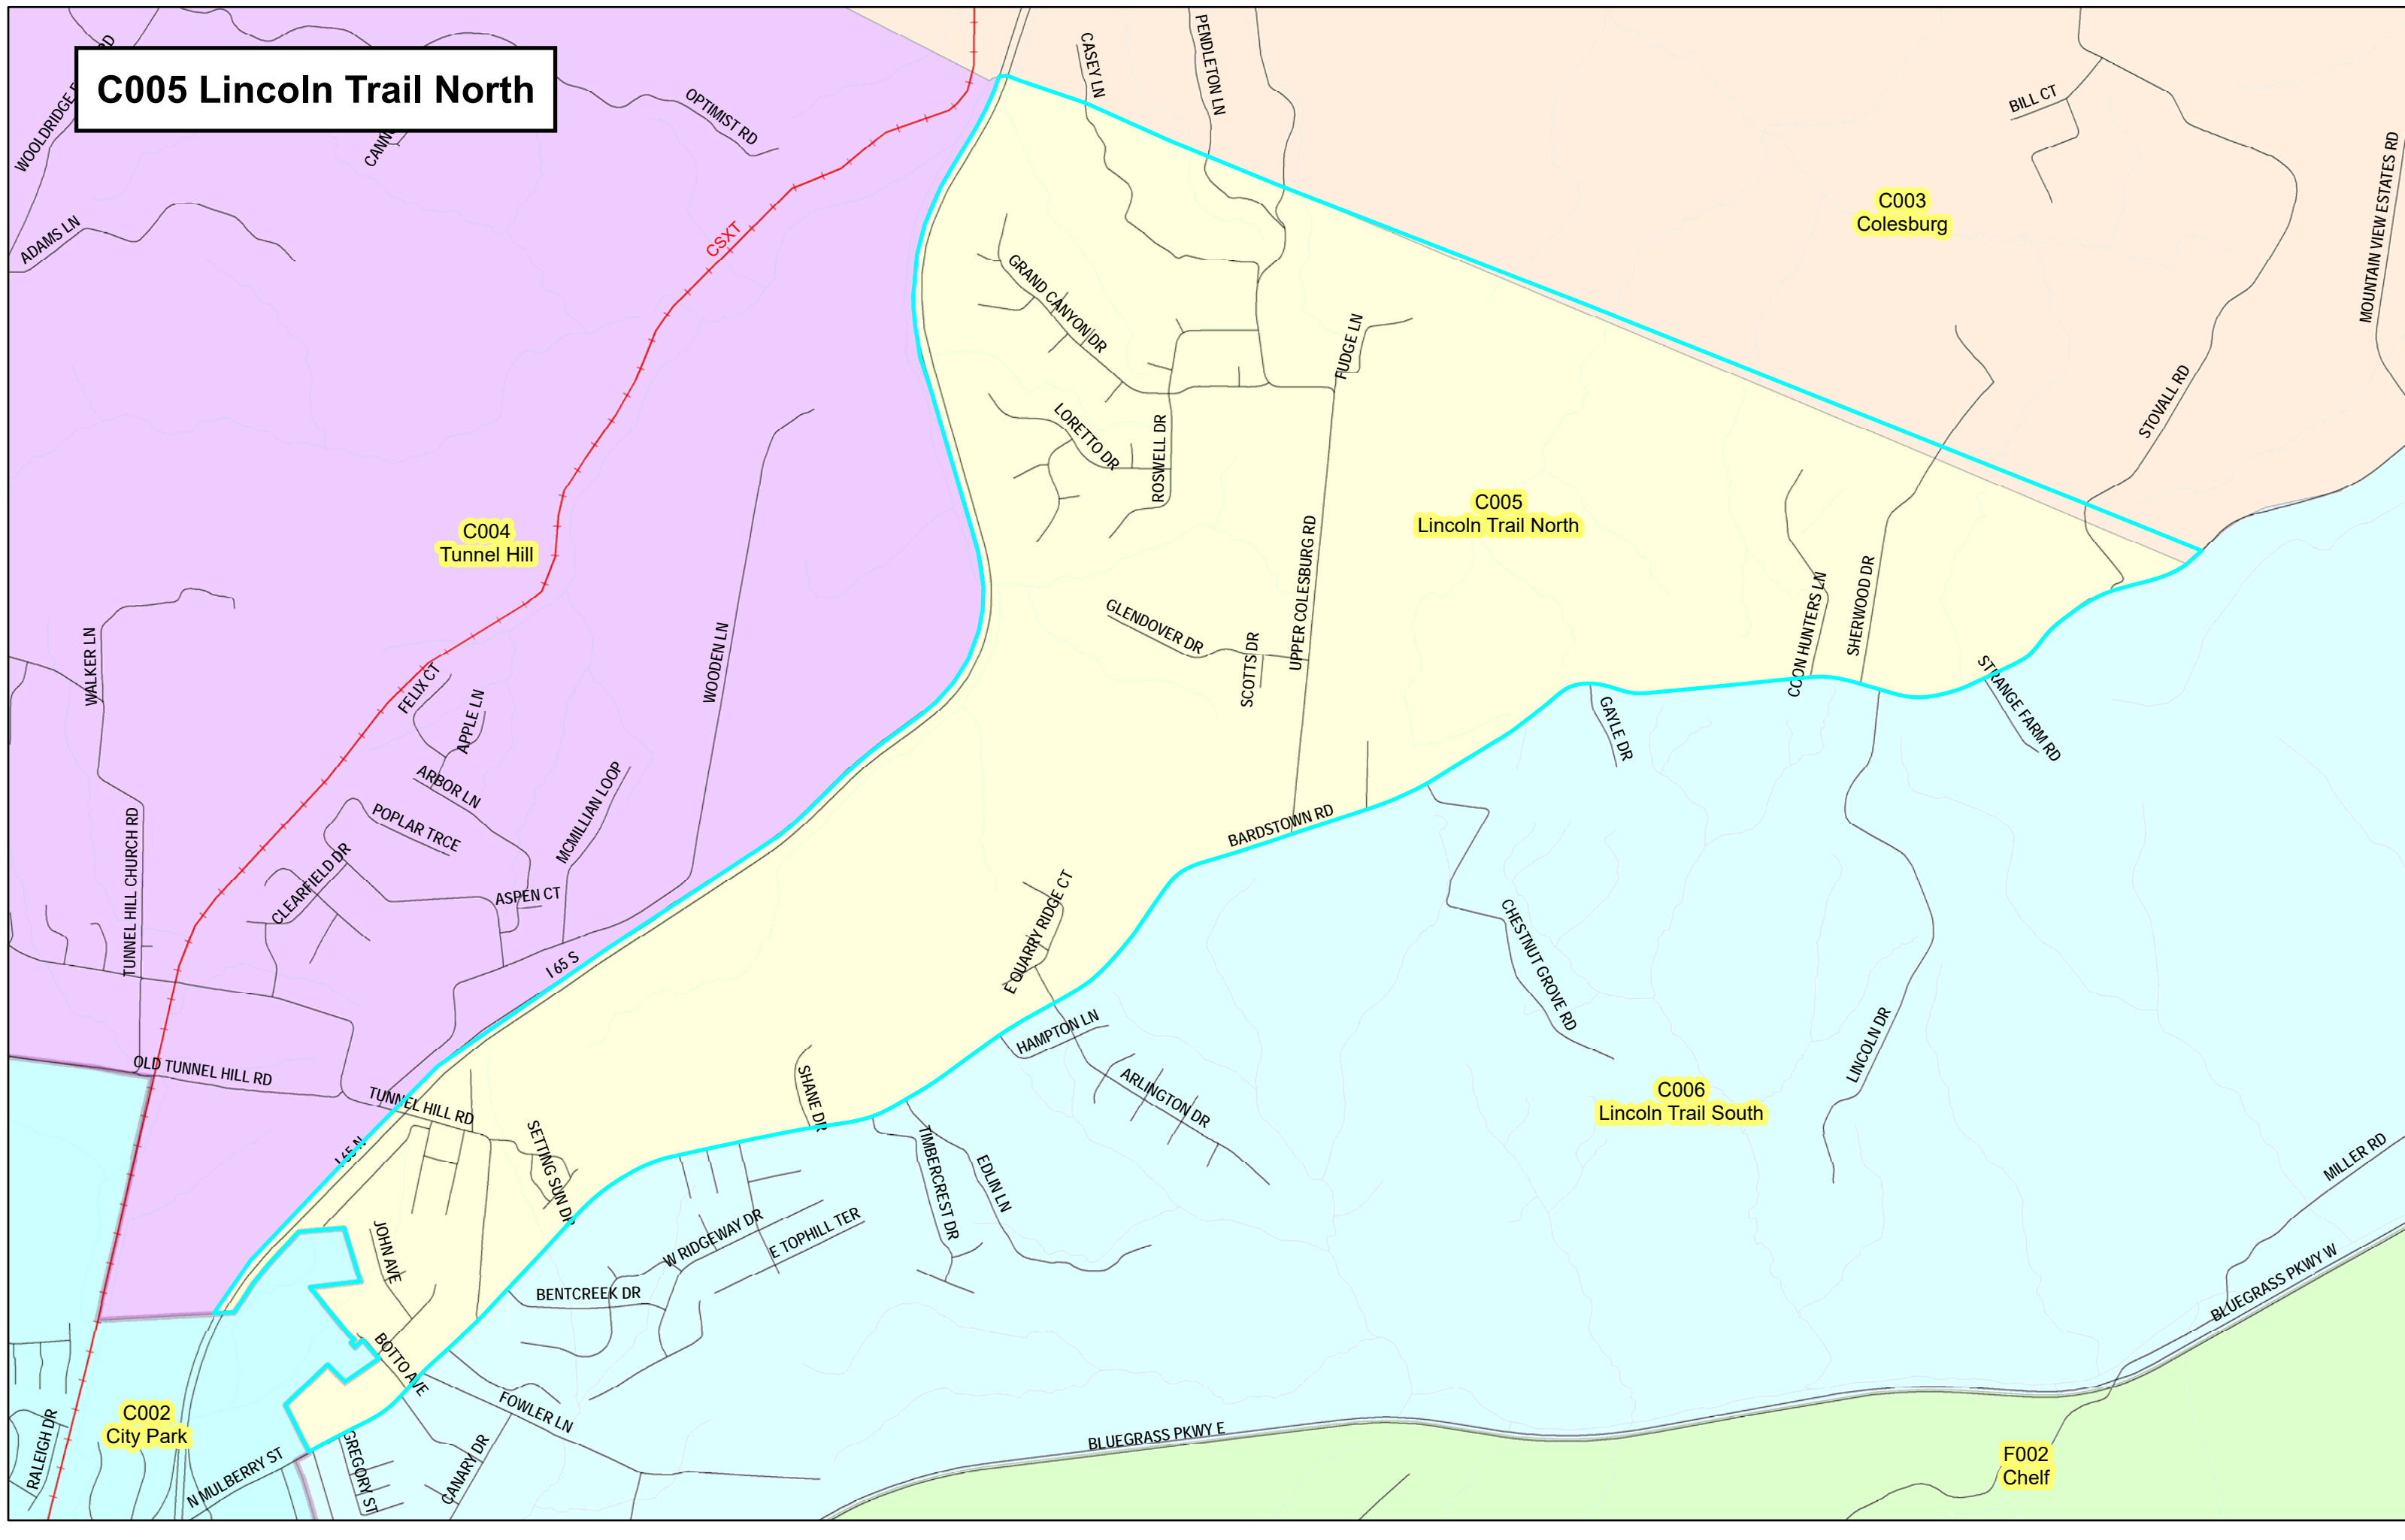 C005 Lincoln Trail North
WOOLDRIDGE
RD
OPTIMIST RD
ADAMS LN
CSXT
CASEY LN
PENDLETON LN
BILL CT
MOUNTAIN VIEW ESTATES RD
C003
Colesburg
GRAND CANYON DR
FUDGE LN
LORETTO DR
ROSWELL DR
STOVALL RD
C004
Tunnel Hill
C005
Lincoln Trail North
UPPER COLESBURG RD
COON HUNTERS LN
SHERWOOD DR
GLENDOVER DR
SCOTTS DR
STRANGE FARM RD
WALKER LN
FELIX CT
APPLE LN
WOODEN LN
GAYLE DR
ARBOR LN
POPLAR TRCE
MCMILLIAN LOOP
BARDSTOWN RD
TUNNEL HILL CHURCH RD
CLEARFIELD DR
ASPEN CT
I 65 S
E QUARRY RIDGE CT
CHESTNUT GROVE RD
HAMPTON LN
LINCOLN DR
OLD TUNNEL HILL RD
TUNNEL HILL RD
SHANE DR
ARLINGTON DR
C006
Lincoln Trail South
I 65 N
SETTING SUN DR
TIMBERCREST DR
EDLIN LN
MILLER RD
JOHN AVE
W RIDGEWAY DR
E TOPHILL TER
BENTCREEK DR
BLUEGRASS PKWY W
BOTTO AVE
C002
City Park
FOWLER LN
RALEIGH DR
N MULBERRY ST
GREGORY ST
CANARY DR
BLUEGRASS PKWY E
F002
Chelf